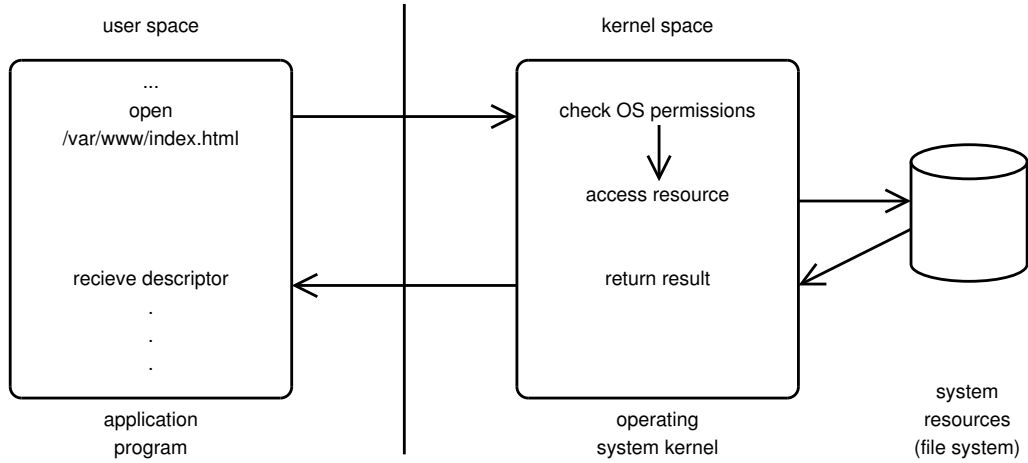 user space
kernel space
...
open
/var/www/index.html
check OS permissions
access resource
recieve descriptor
.
.
.
return result
application
program
operating
system kernel
system
resources
(file system)